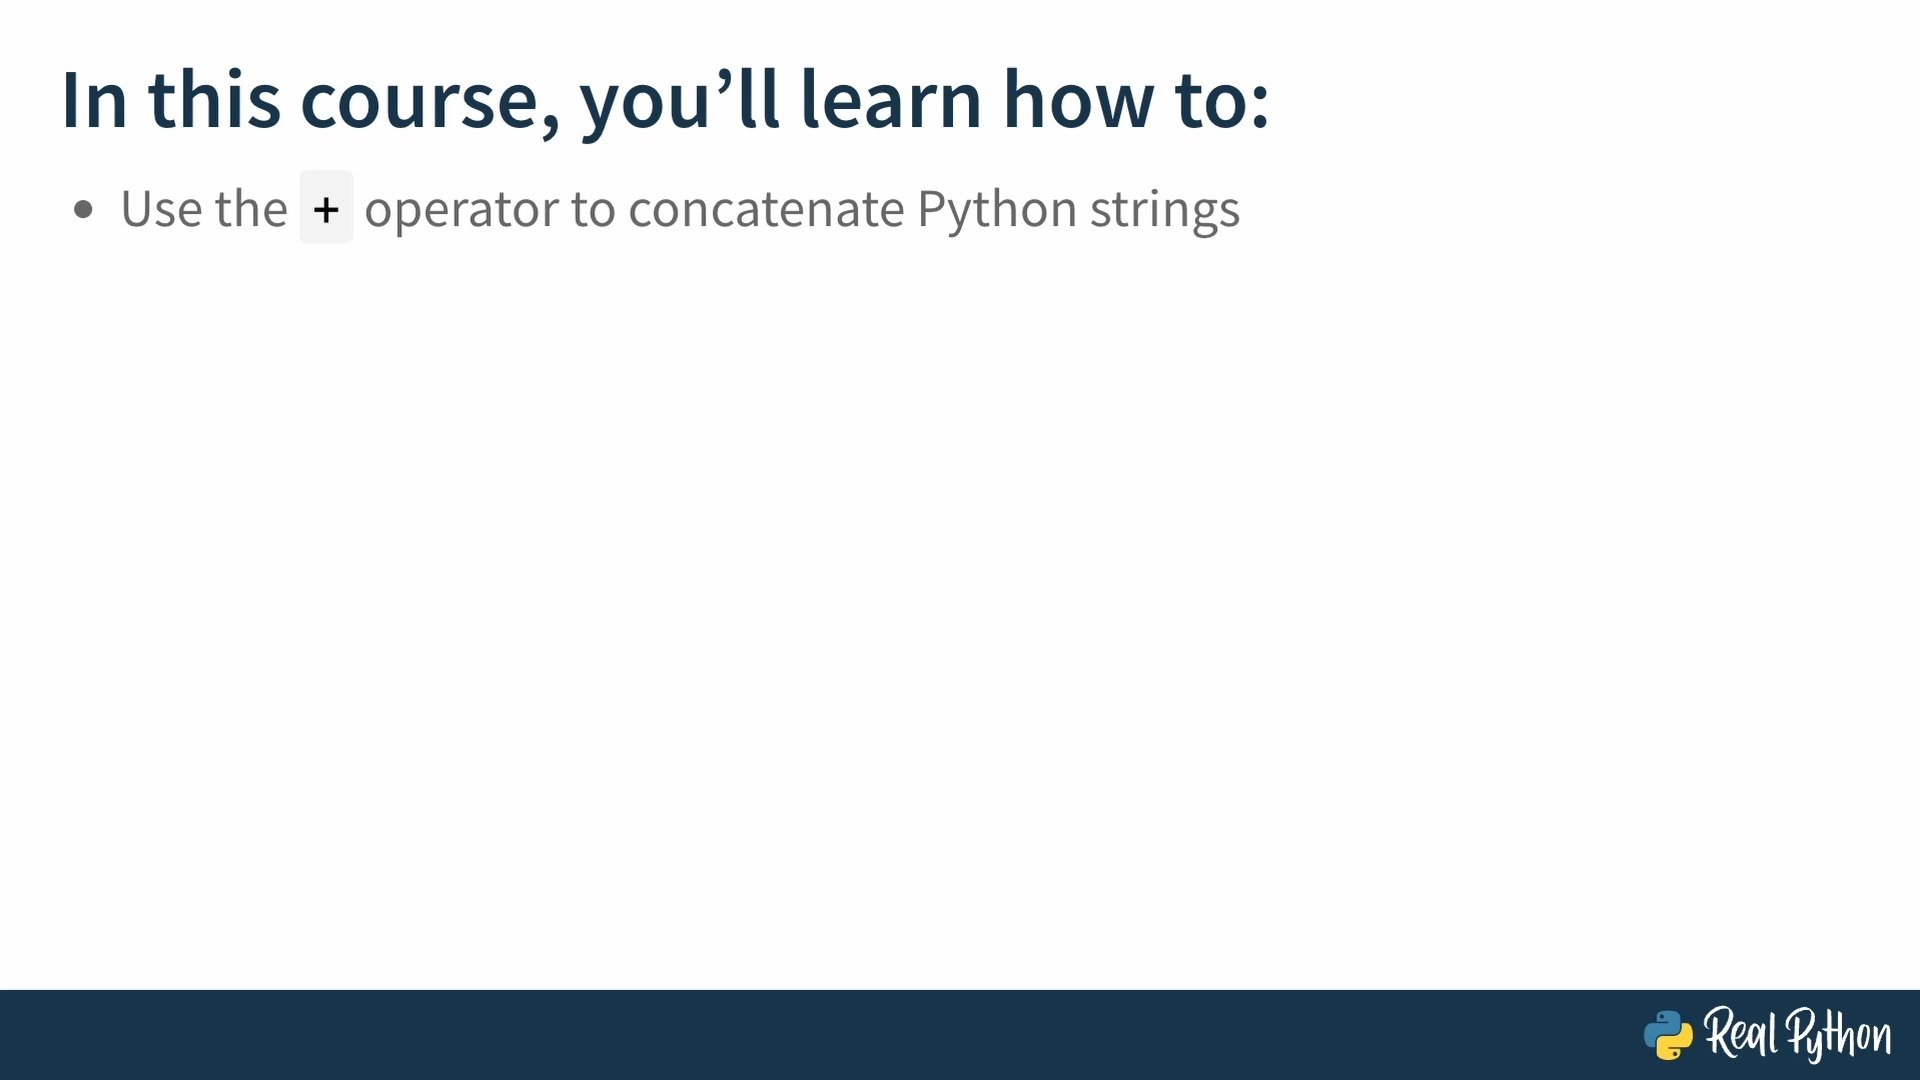 In this course, you’ll learn how to:
• Use the + operator to concatenate Python strings
Real Python